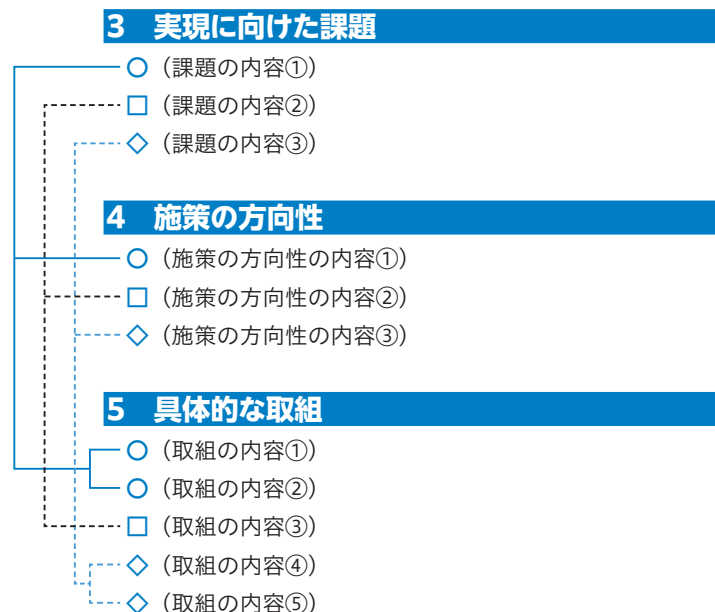 3 実現に向けた課題
○（課題の内容①）
□（課題の内容②）
◇（課題の内容③）
4 施策の方向性
○（施策の方向性の内容①）
□（施策の方向性の内容②）
◇（施策の方向性の内容③）
5 具体的な取組
○（取組の内容①）
○（取組の内容②）
□（取組の内容③）
◇（取組の内容④）
◇（取組の内容⑤）